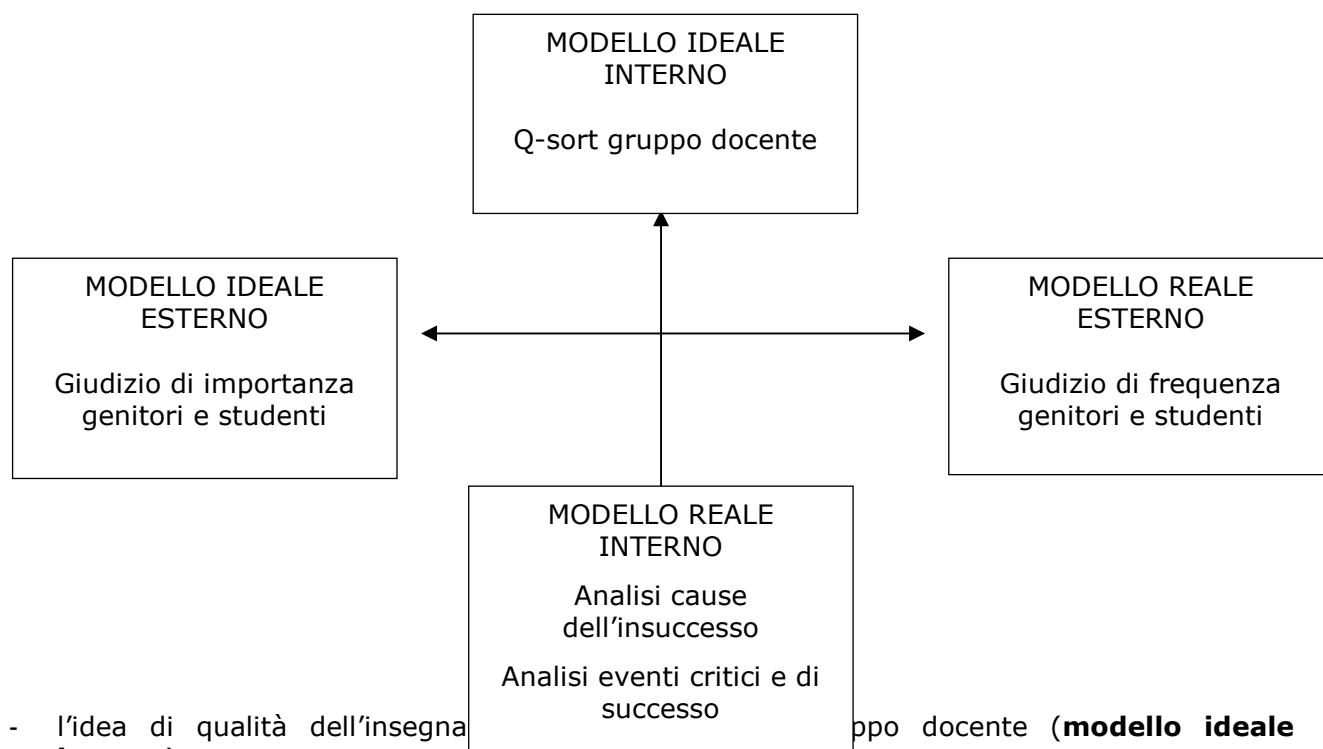 MODELLO IDEALE
INTERNO
Q-sort gruppo docente
MODELLO IDEALE
ESTERNO
Giudizio di importanza
genitori e studenti
MODELLO REALE
ESTERNO
Giudizio di frequenza
genitori e studenti
MODELLO REALE
INTERNO
Analisi cause
dell’insuccesso
Analisi eventi critici e di
successo
- l’idea di qualità dell’insegna ppo docente (modello ideale